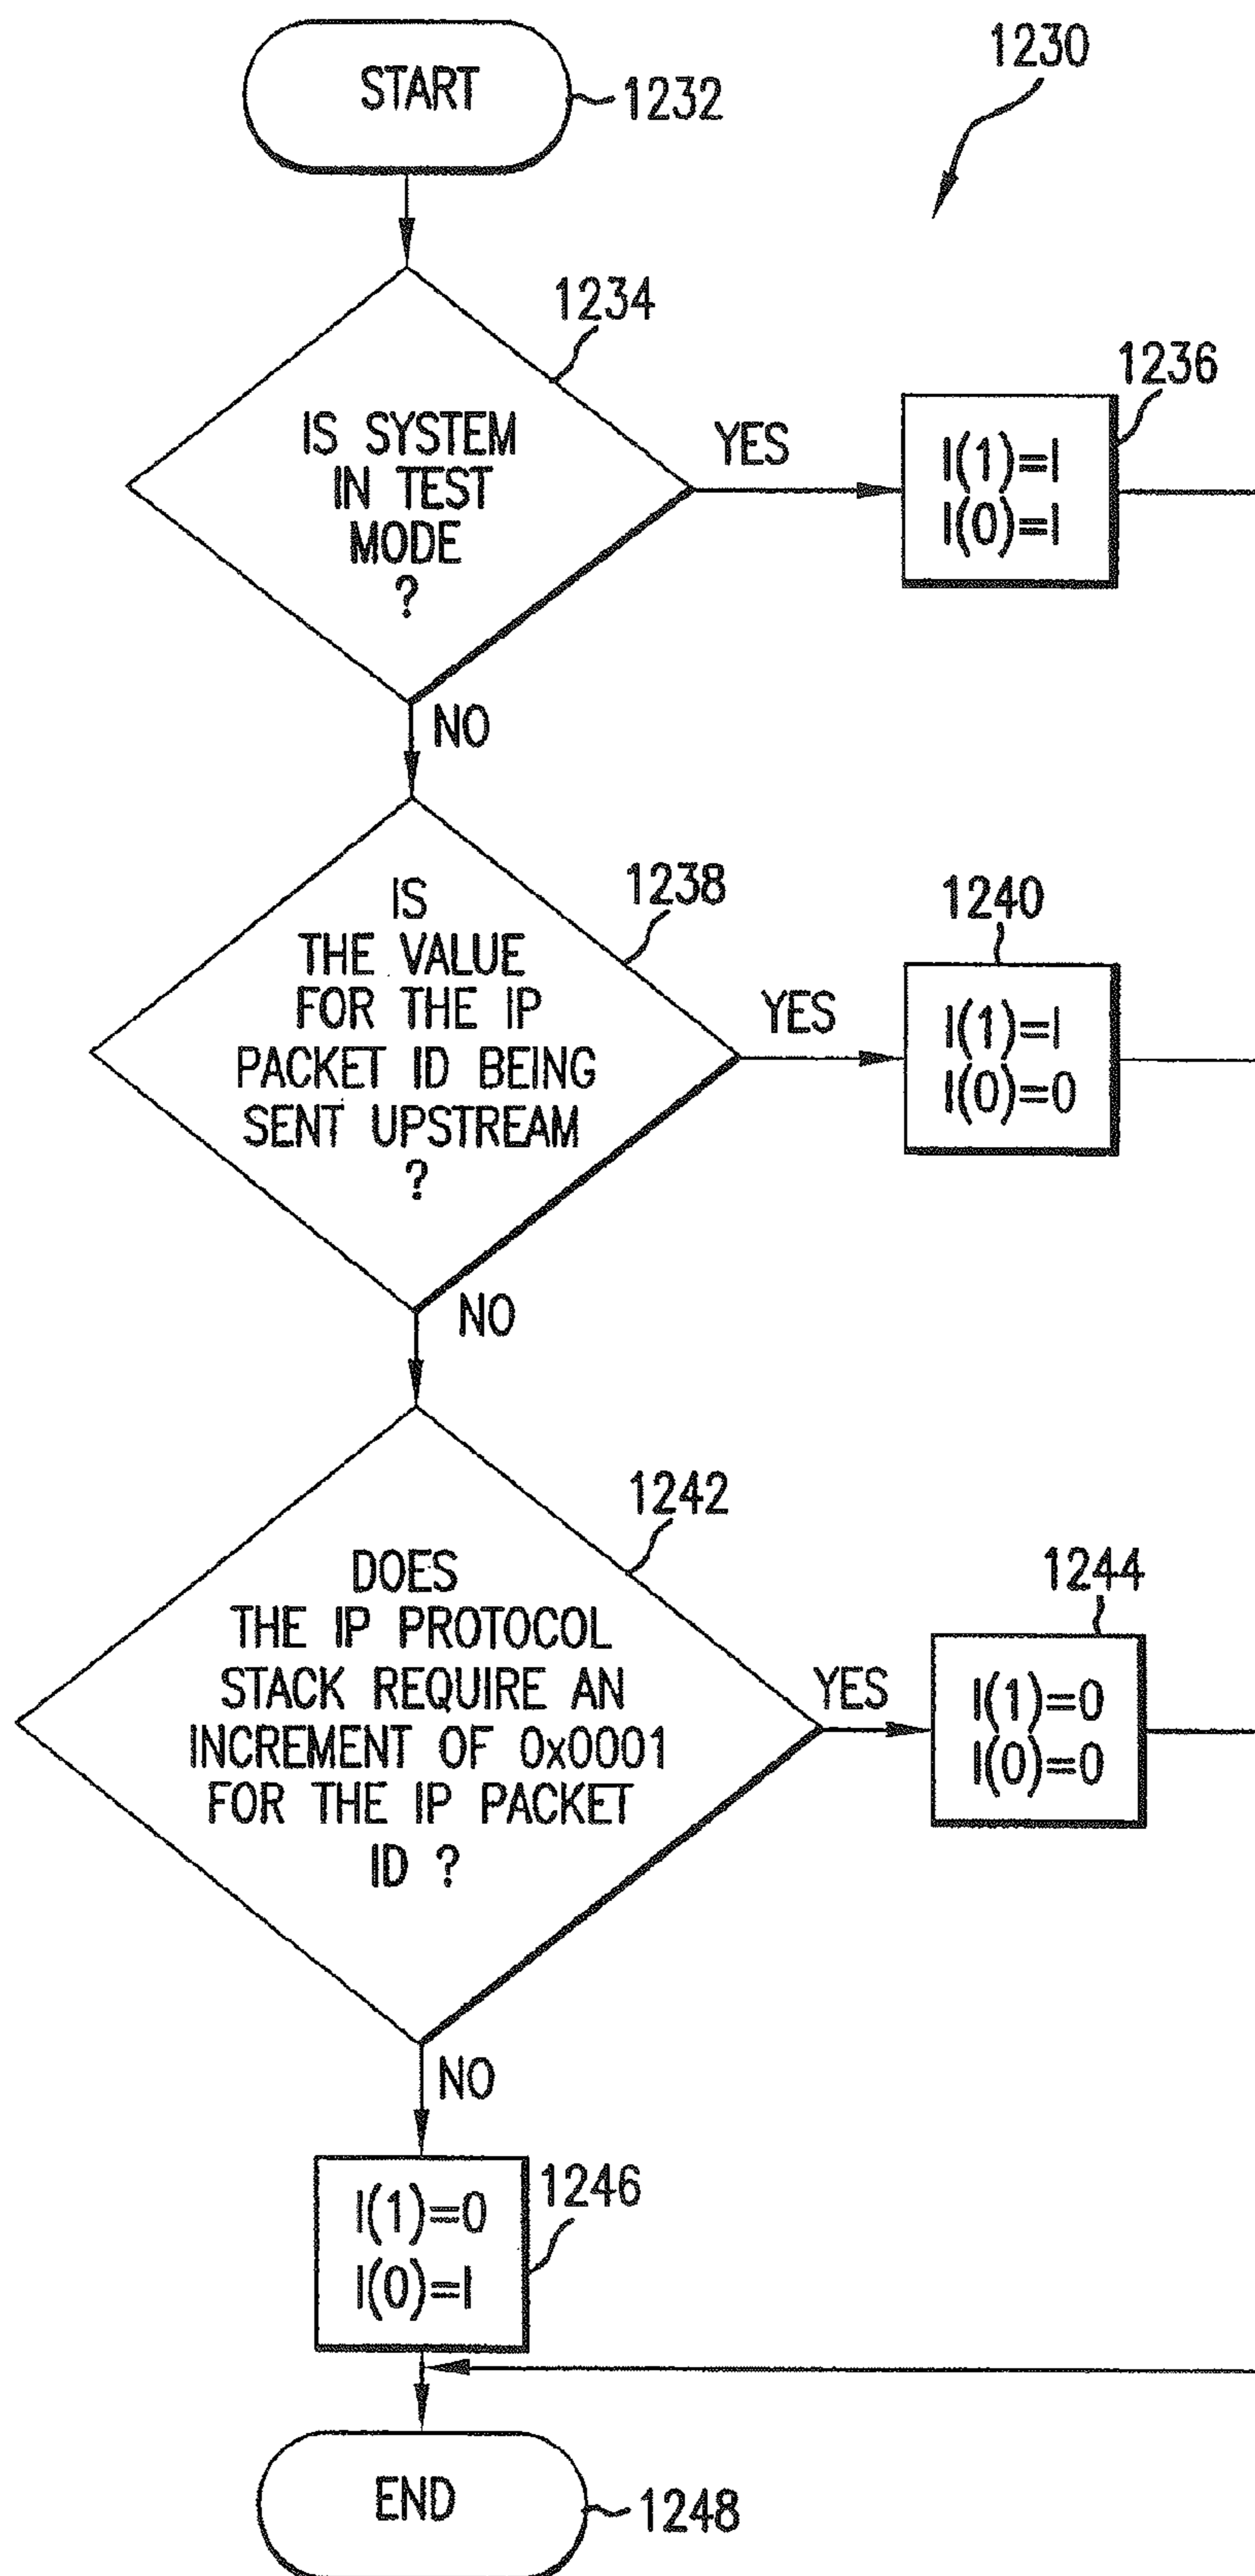 1230
START
1232
1234
IS SYSTEM
IN TEST
MODE
?
YES
1236
I(1)=I
I(0)=I
NO
1238
IS
THE VALUE
FOR THE IP
PACKET ID BEING
SENT UPSTREAM
?
YES
1240
I(1)=I
I(0)=0
NO
1242
DOES
THE IP PROTOCOL
STACK REQUIRE AN
INCREMENT OF 0x0001
FOR THE IP PACKET
ID ?
YES
1244
I(1)=0
I(0)=0
NO
1246
I(1)=0
I(0)=I
END
1248